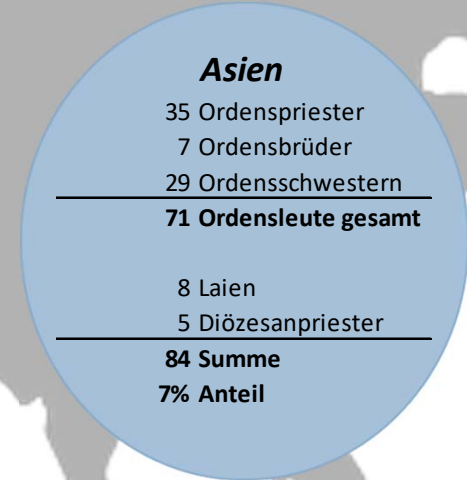 Asien
35 Ordenspriester
7 Ordensbrüder
29 Ordensschwestern
71 Ordensleute gesamt
8 Laien
5 Diözesanpriester
84 Summe
7% Anteil